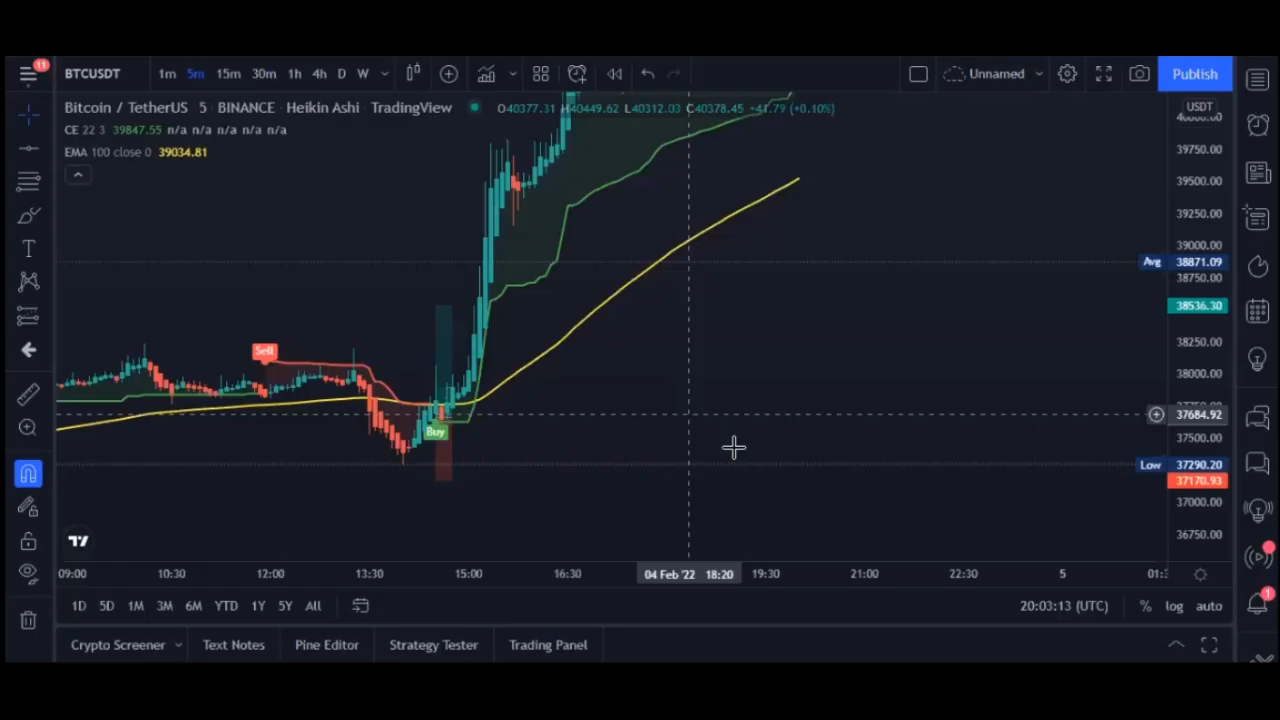 11
BTCUSDT 1m 5m 15m 30m 1h 4h D W Unnamed Publish
Bitcoin / TetherUS 5 · BINANCE Heikin Ashi TradingView O40377.31 H40449.62 L40312.03 C40378.45 +41.79 (+0.10%)
USDT
CE 22 3 39847.55 n/a n/a n/a n/a n/a
EMA 100 close 0 39034.81
39750.00
39500.00
39250.00
39000.00
Avg 38871.09
38750.00
38536.30
38250.00
Sell
38000.00
37684.92
Buy
37500.00
Low 37290.20
37170.93
37000.00
36750.00
09:00 10:30 12:00 13:30 15:00 16:30 04 Feb '22 18:20 19:30 21:00 22:30 5
1D 5D 1M 3M 6M YTD 1Y 5Y All 20:03:13 (UTC) % log auto
1
Crypto Screener Text Notes Pine Editor Strategy Tester Trading Panel